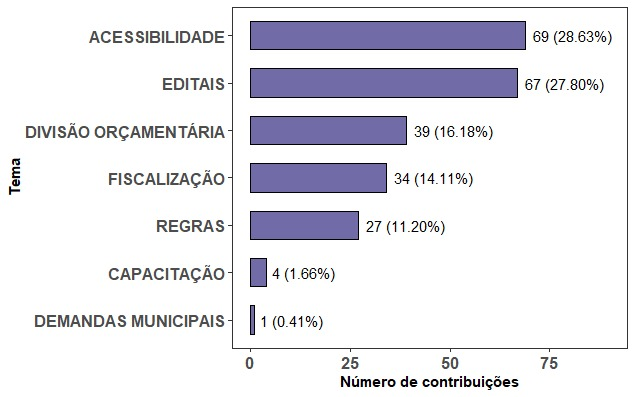 ACESSIBILIDADE 69 (28.63%)
EDITAIS 67 (27.80%)
DIVISÃO ORÇAMENTÁRIA 39 (16.18%)
FISCALIZAÇÃO 34 (14.11%)
REGRAS 27 (11.20%)
CAPACITAÇÃO 4 (1.66%)
DEMANDAS MUNICIPAIS 1 (0.41%)
Tema
0 25 50 75
Número de contribuições